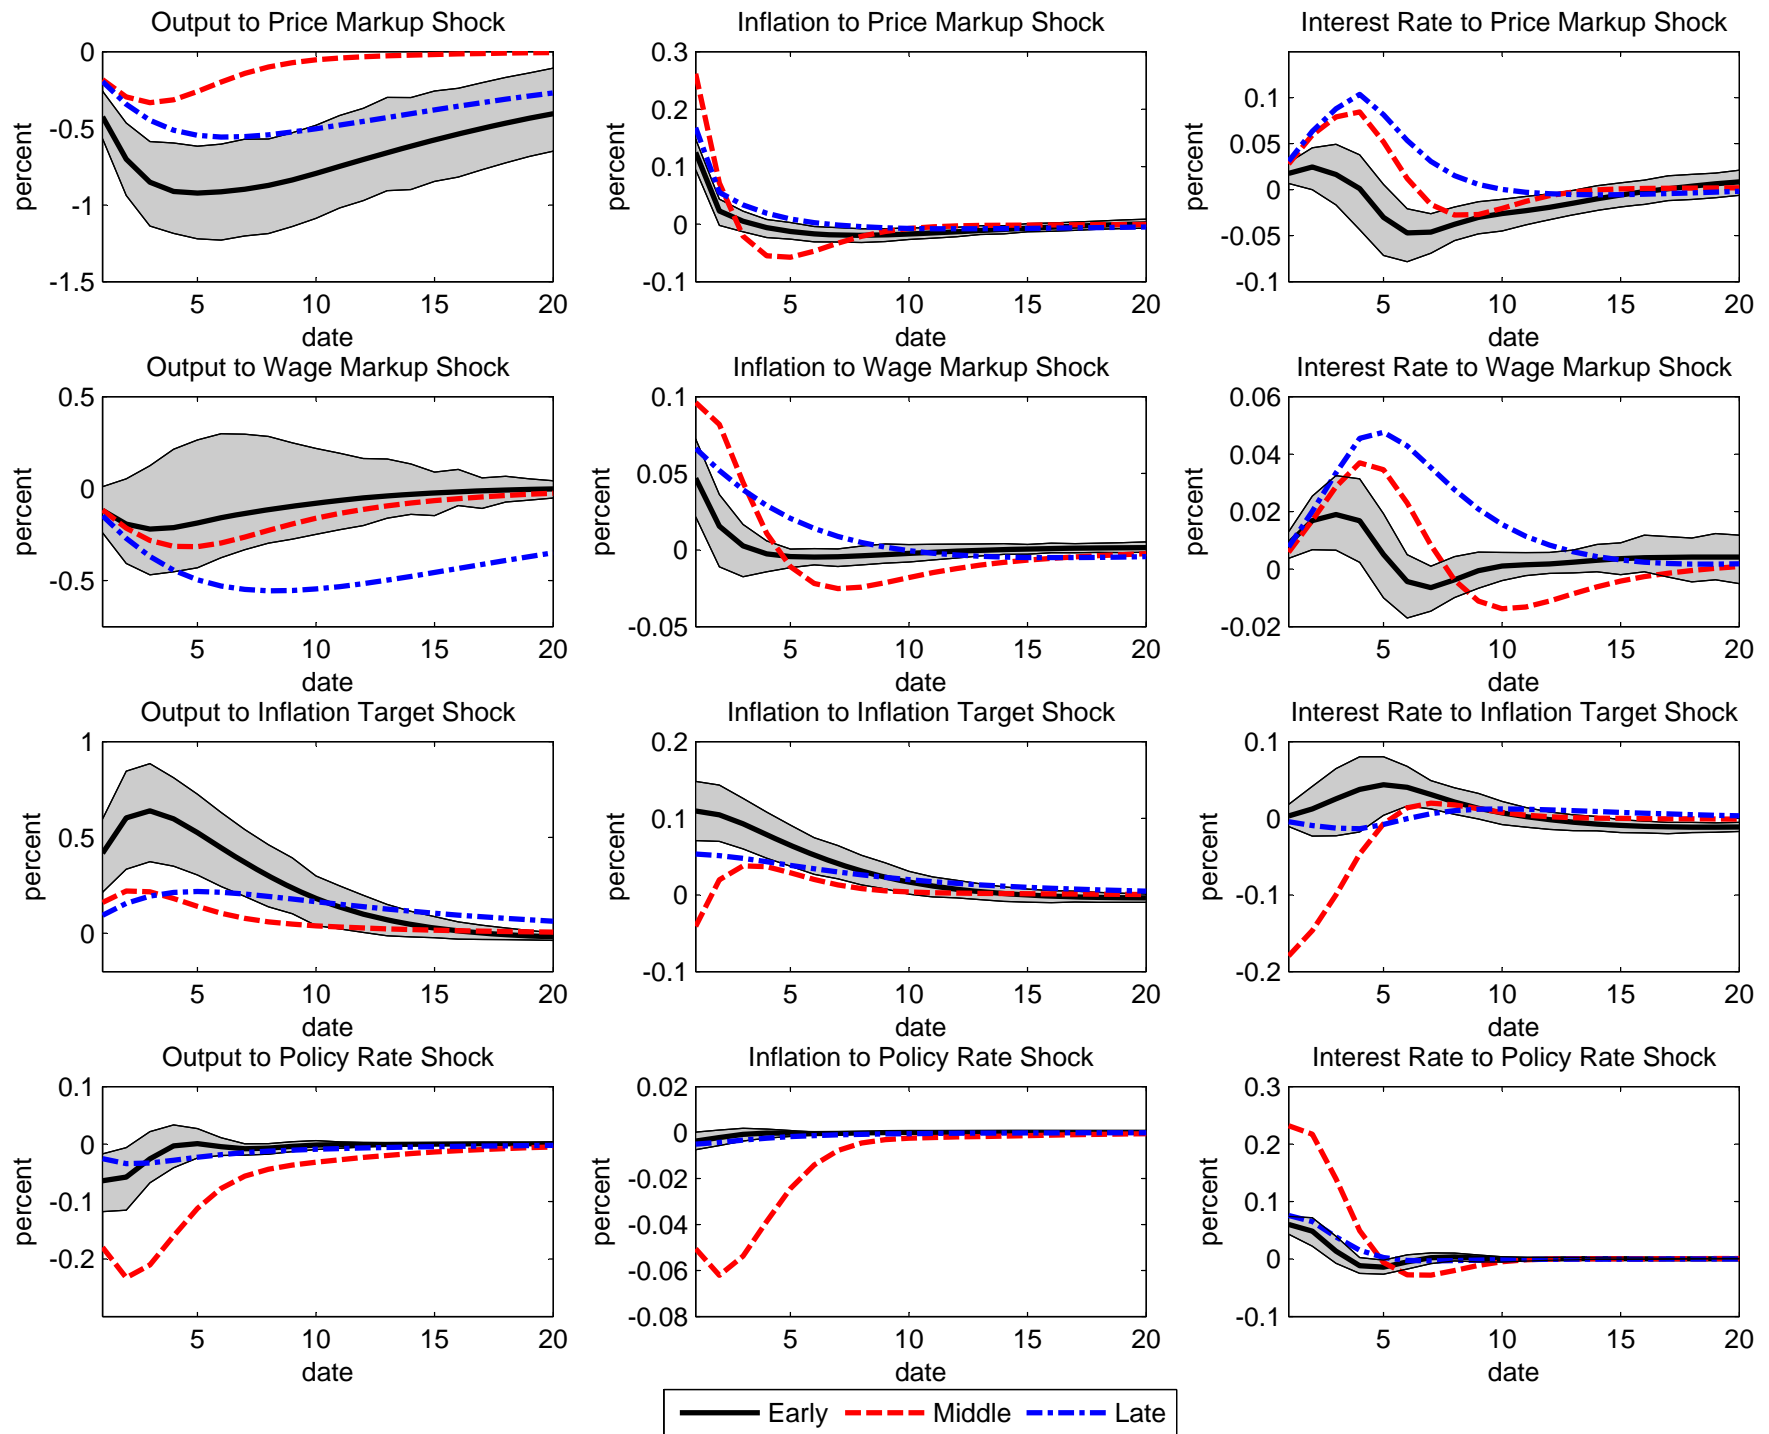 Output to Price Markup Shock
0
-0.5
-1
-1.5
percent
5 10 15 20
date
Inflation to Price Markup Shock
0.3
0.2
0.1
0
-0.1
percent
5 10 15 20
date
Interest Rate to Price Markup Shock
0.1
0.05
0
-0.05
-0.1
percent
5 10 15 20
date
Output to Wage Markup Shock
0.5
0
-0.5
percent
5 10 15 20
date
Inflation to Wage Markup Shock
0.1
0.05
0
-0.05
percent
5 10 15 20
date
Interest Rate to Wage Markup Shock
0.06
0.04
0.02
0
-0.02
percent
5 10 15 20
date
Output to Inflation Target Shock
1
0.5
0
percent
5 10 15 20
date
Inflation to Inflation Target Shock
0.2
0.1
0
-0.1
percent
5 10 15 20
date
Interest Rate to Inflation Target Shock
0.1
0
-0.1
-0.2
percent
5 10 15 20
date
Output to Policy Rate Shock
0.1
0
-0.1
-0.2
percent
5 10 15 20
date
Inflation to Policy Rate Shock
0.02
0
-0.02
-0.04
-0.06
-0.08
percent
5 10 15 20
date
Interest Rate to Policy Rate Shock
0.3
0.2
0.1
0
-0.1
percent
5 10 15 20
date
Early Middle Late